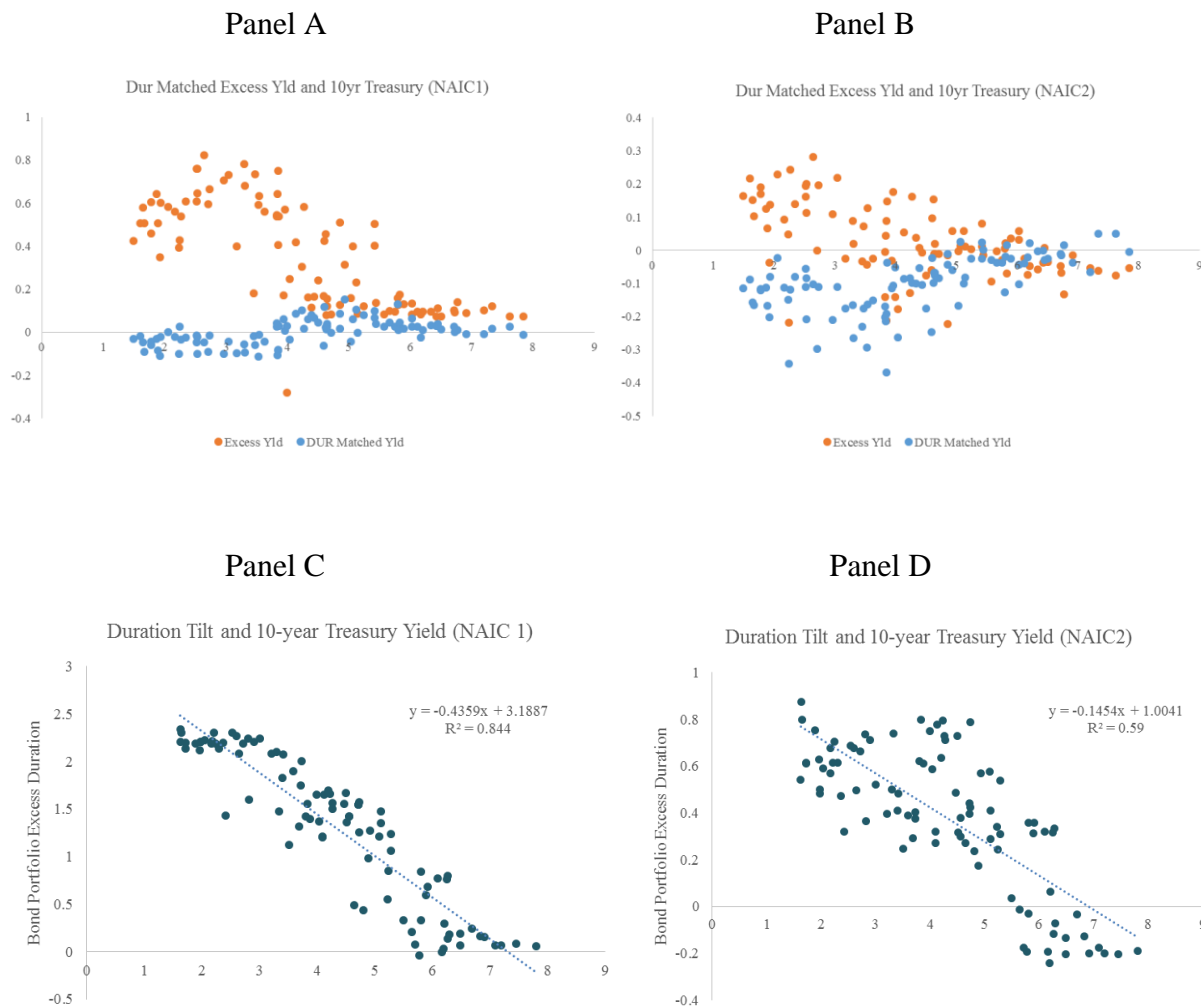 Panel A
Panel B
Dur Matched Excess Yld and 10yr Treasury (NAIC1)
1
0.8
0.6
0.4
0.2
0
-0.2
-0.4
0 1 2 3 4 5 6 7 8 9
Excess Yld DUR Matched Yld
Dur Matched Excess Yld and 10yr Treasury (NAIC2)
0.4
0.3
0.2
0.1
0
-0.1
-0.2
-0.3
-0.4
-0.5
0 1 2 3 4 5 6 7 8 9
Excess Yld DUR Matched Yld
Panel C
Panel D
Duration Tilt and 10-year Treasury Yield (NAIC 1)
Bond Portfolio Excess Duration
3
2.5
2
1.5
1
0.5
0
-0.5
0 1 2 3 4 5 6 7 8 9
y = -0.4359x + 3.1887
R² = 0.844
Duration Tilt and 10-year Treasury Yield (NAIC2)
Bond Portfolio Excess Duration
1
0.8
0.6
0.4
0.2
0
-0.2
-0.4
0 1 2 3 4 5 6 7 8 9
y = -0.1454x + 1.0041
R² = 0.59